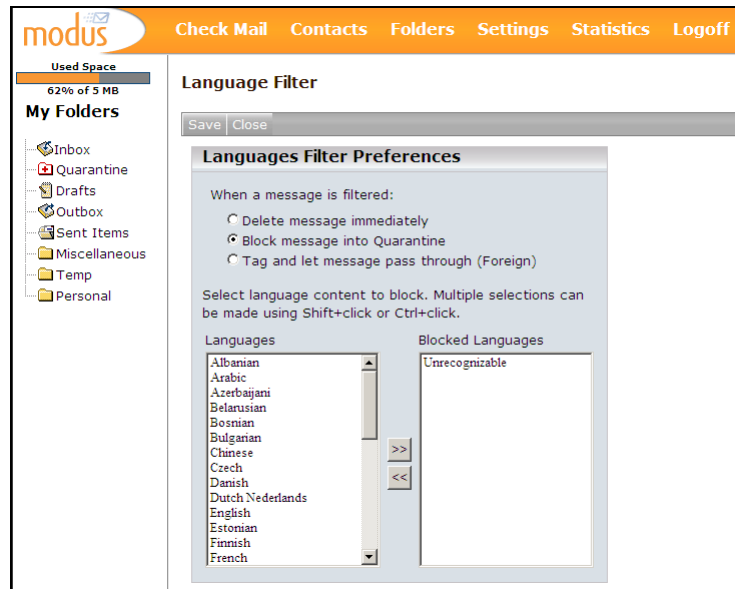 modus
Check Mail Contacts Folders Settings Statistics Logoff
Used Space
62% of 5 MB
My Folders
Inbox
Quarantine
Drafts
Outbox
Sent Items
Miscellaneous
Temp
Personal
Language Filter
Save Close
Languages Filter Preferences
When a message is filtered:
Delete message immediately
Block message into Quarantine
Tag and let message pass through (Foreign)
Select language content to block. Multiple selections can
be made using Shift+click or Ctrl+click.
Languages
Albanian
Arabic
Azerbaijani
Belarusian
Bosnian
Bulgarian
Chinese
Czech
Danish
Dutch Nederlands
English
Estonian
Finnish
French
>>
<<
Blocked Languages
Unrecognizable